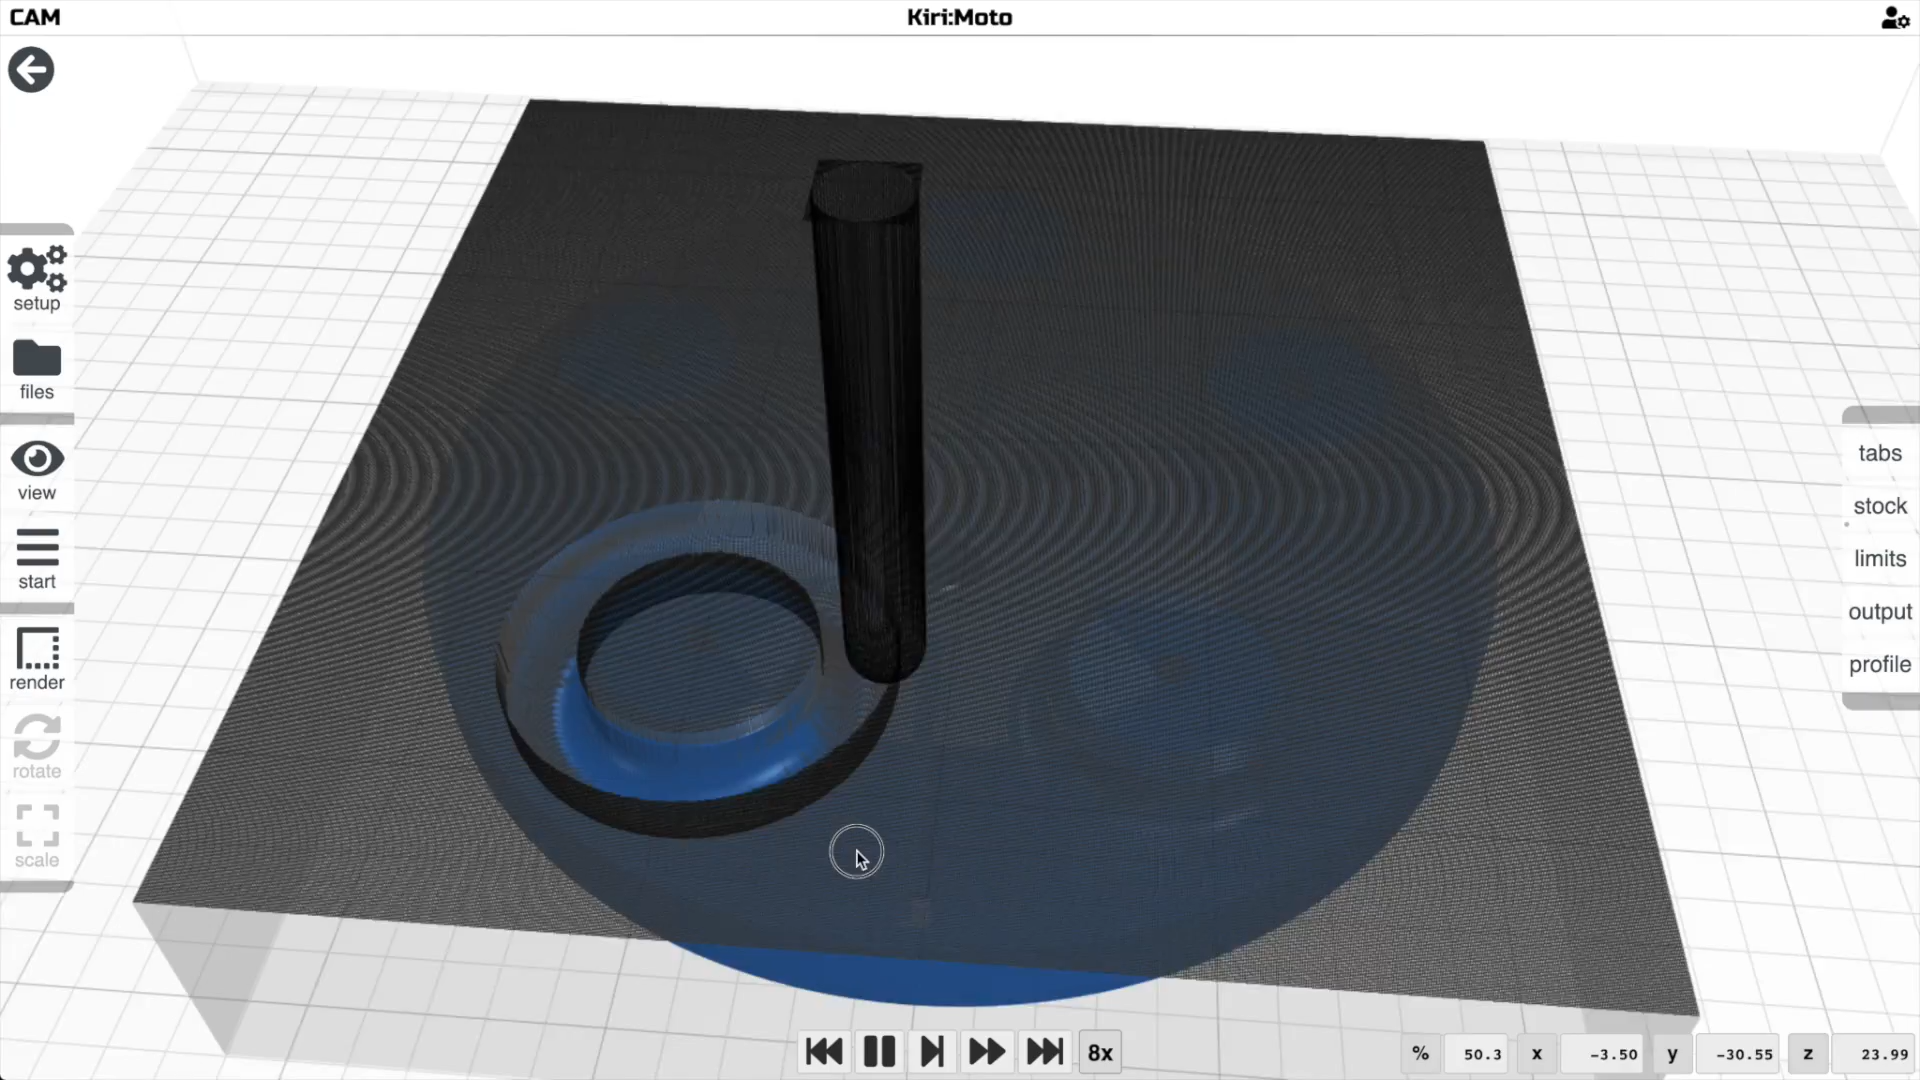 CAM
Kiri:Moto
setup
files
view
start
render
rotate
scale
tabs
stock
limits
output
profile
8x
% 50.3 x -3.50 y -30.55 z 23.99